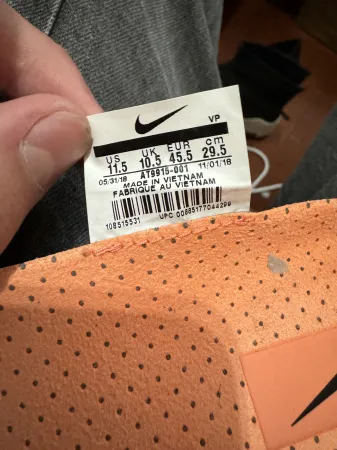 VP
US UK EUR cm
11.5 10.5 45.5 29.5
05/31/18 AT9915-001 11/01/18
MADE IN VIETNAM
FABRIQUE AU VIETNAM
108515531 UPC 00885177044299